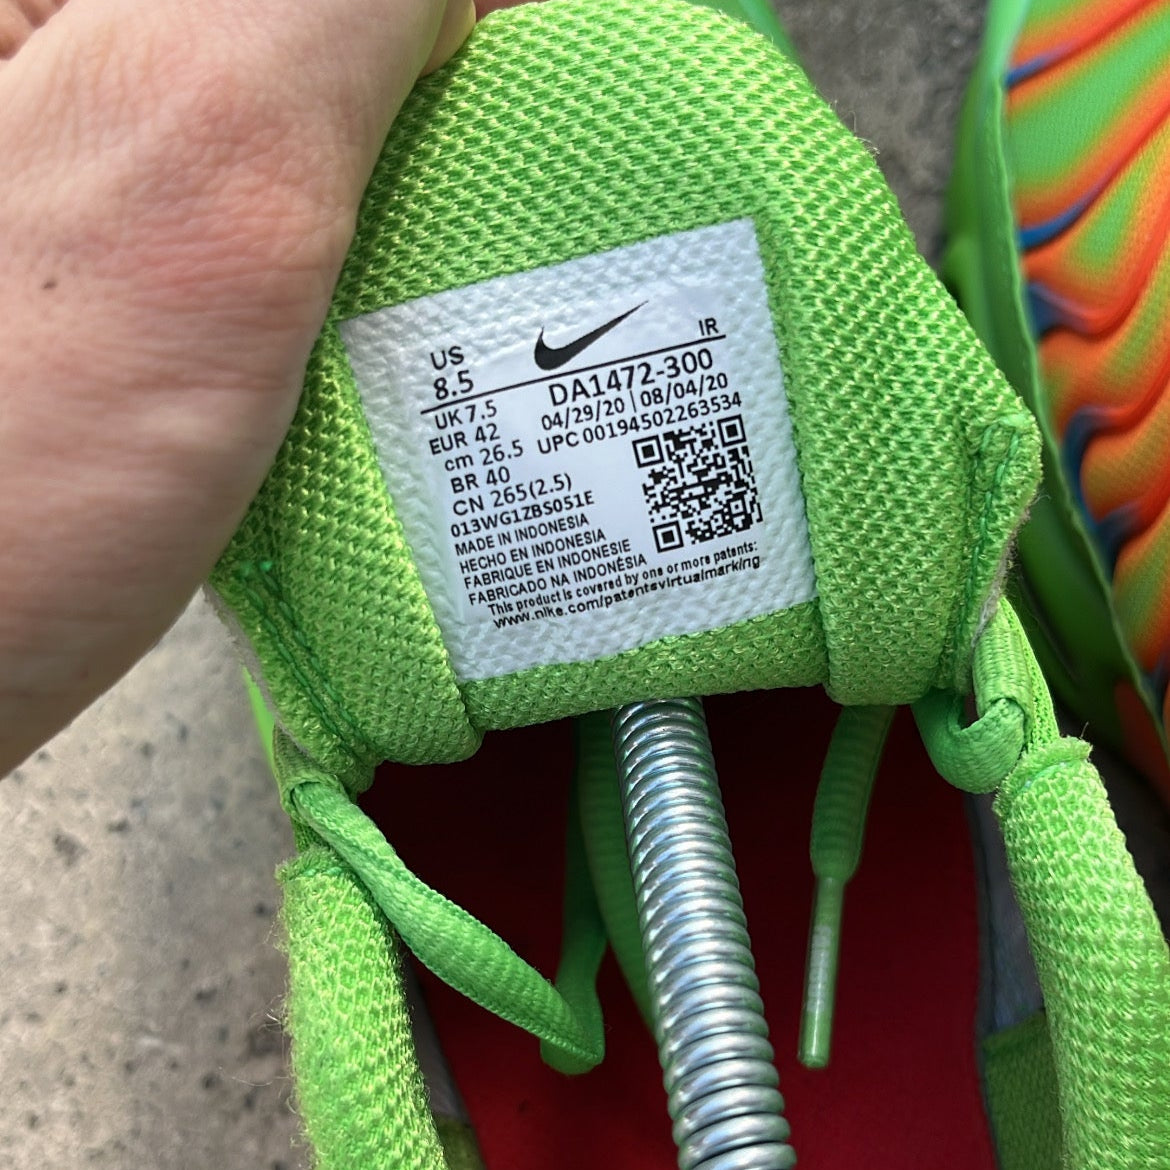 US
8.5
IR
UK 7.5
EUR 42
cm 26.5
BR 40
CN 265(2.5)
DA1472-300
04/29/20 | 08/04/20
UPC 00194502263534
013WG1ZBS051E
MADE IN INDONESIA
HECHO EN INDONESIA
FABRIQUE EN INDONESIE
FABRICADO NA INDONÉSIA
This product is covered by one or more patents:
www.nike.com/patentsvirtualmarking